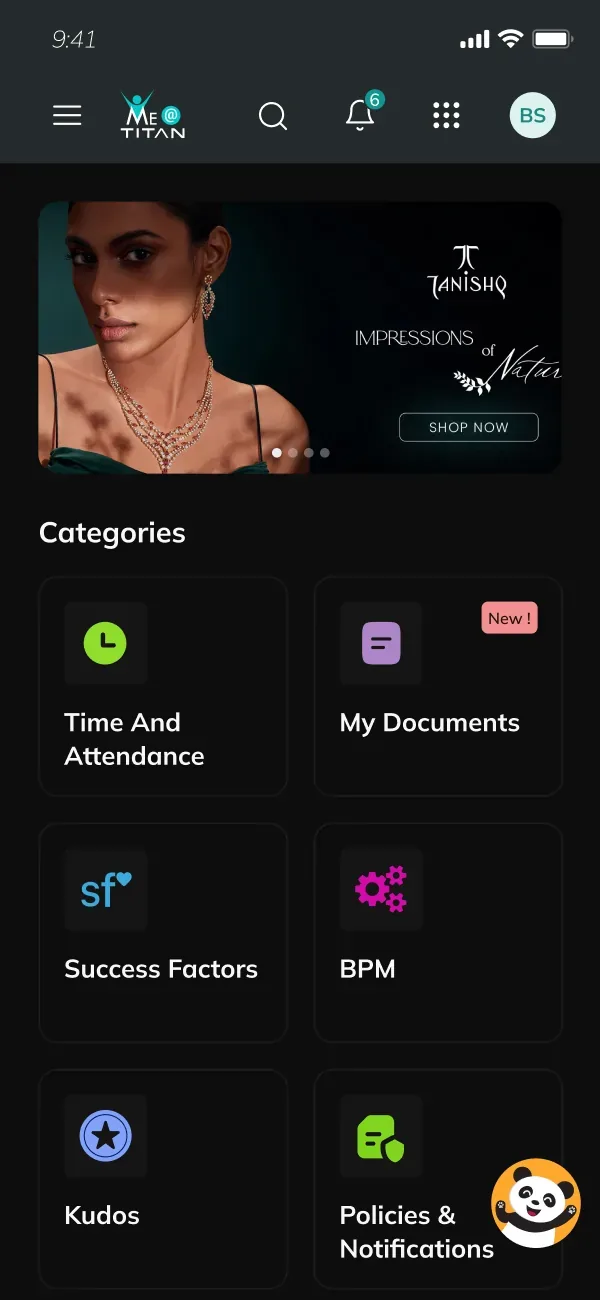 9:41
ME @
TITAN
6
BS
TANISHQ
IMPRESSIONS
of
Natur
SHOP NOW
Categories
Time And
Attendance
New !
My Documents
sf
Success Factors
BPM
Kudos
Policies &
Notifications